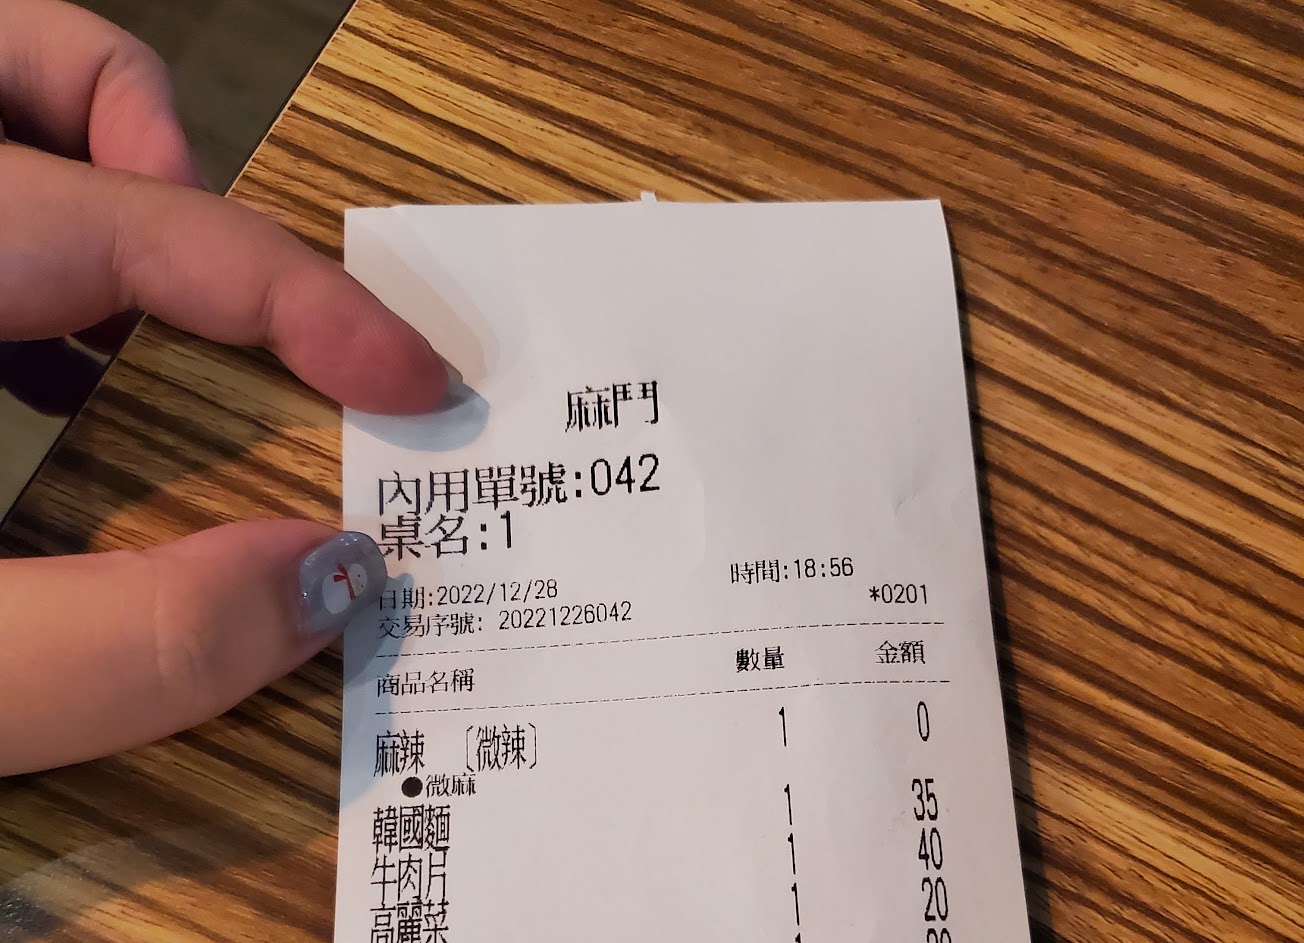 麻鬥
內用單號:042
桌名:1
時間:18:56
日期:2022/12/28
*0201
交易序號: 20221226042
商品名稱 數量 金額
麻辣 〔微辣〕 1 0
●微麻
韓國麵 1 35
牛肉片 1 40
高麗菜 1 20